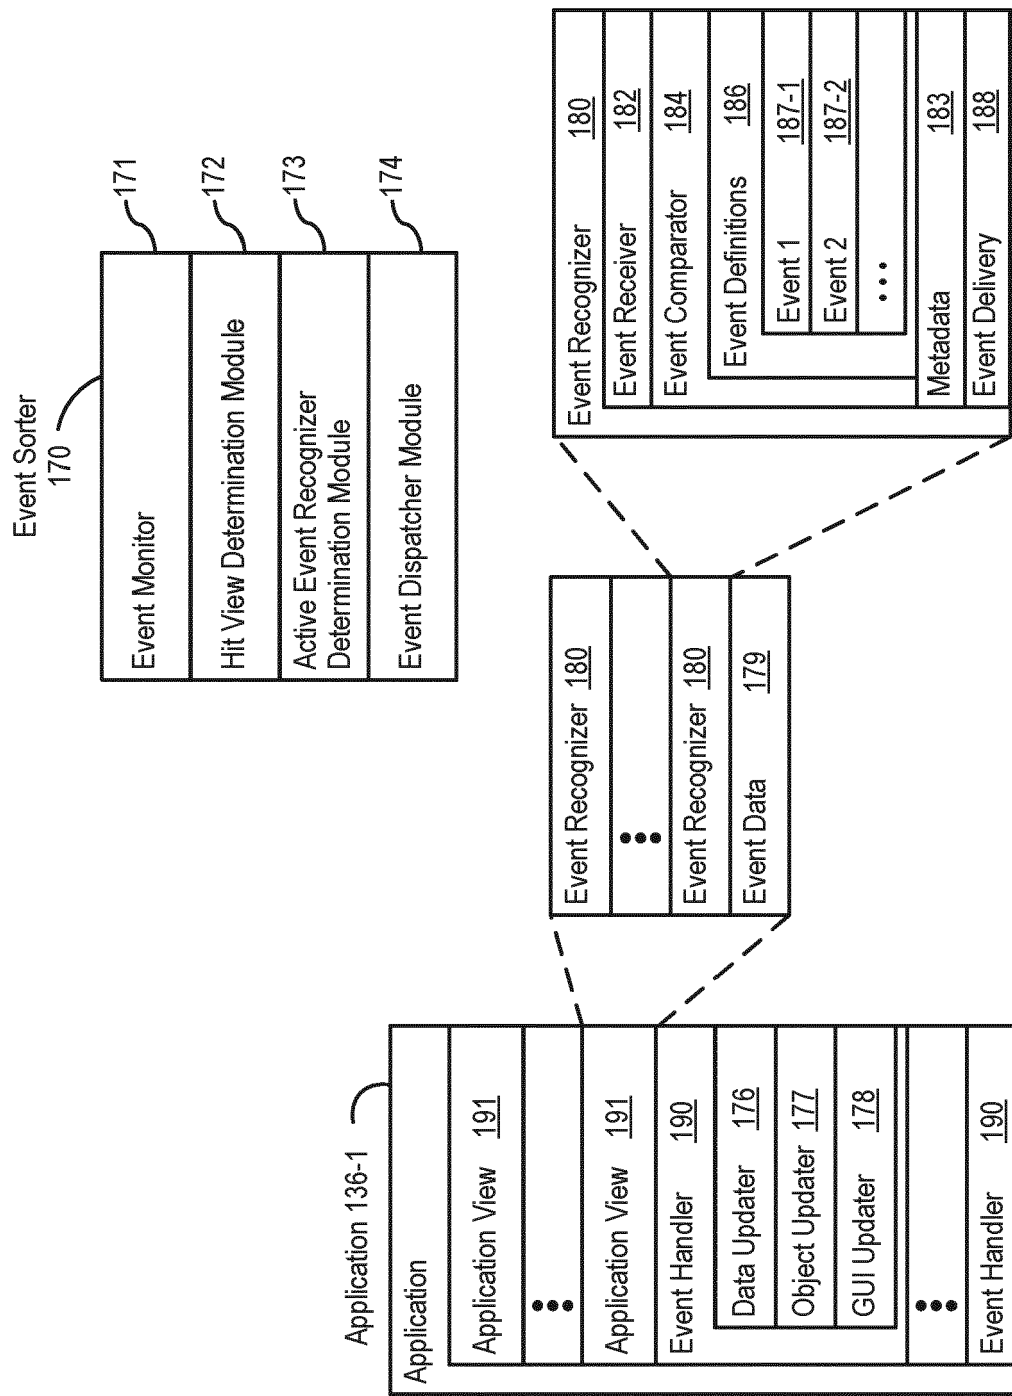 Event Sorter
170
Event Monitor
171
Hit View Determination Module
172
Active Event Recognizer
Determination Module
173
Event Dispatcher Module
174
Application 136-1
Application
Application View 191
Application View 191
Event Handler 190
Data Updater 176
Object Updater 177
GUI Updater 178
Event Handler 190
Event Recognizer 180
Event Recognizer 180
Event Data 179
Event Recognizer 180
Event Receiver 182
Event Comparator 184
Event Definitions 186
Event 1 187-1
Event 2 187-2
Metadata 183
Event Delivery 188